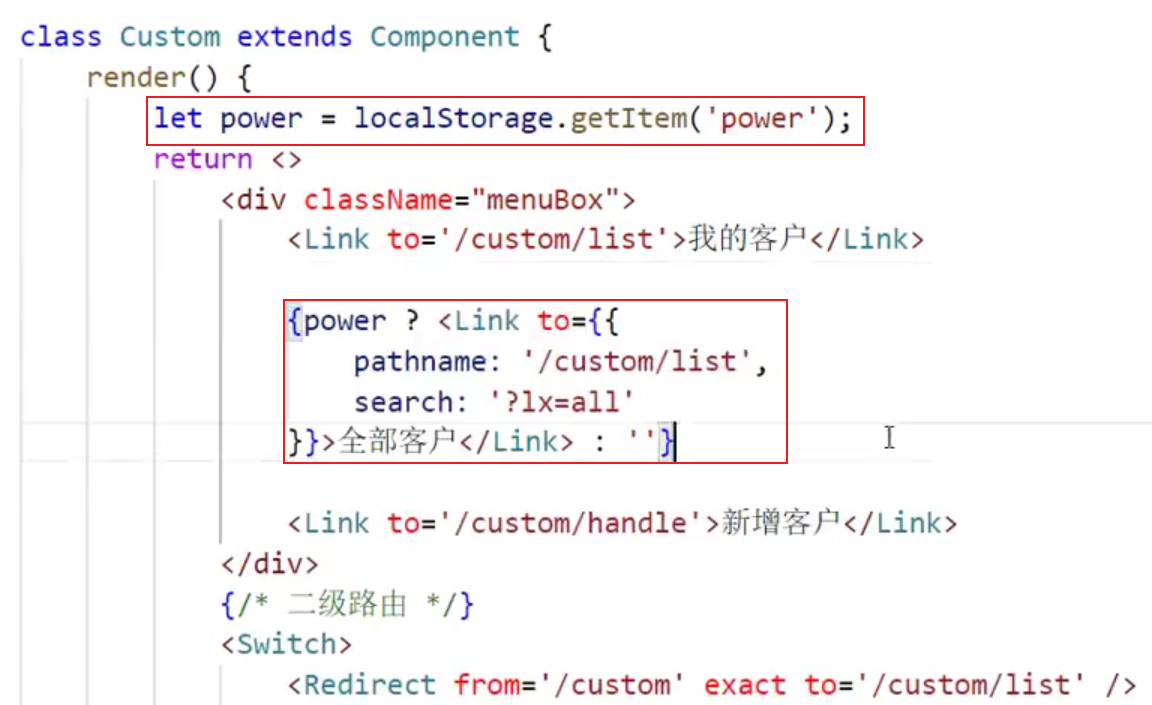 class Custom extends Component {
render() {
let power = localStorage.getItem('power');
return <>
<div className="menuBox">
<Link to='/custom/list'>我的客户</Link>
{power ? <Link to={{
pathname: '/custom/list',
search: '?lx=all'
}}>全部客户</Link> : ''}
<Link to='/custom/handle'>新增客户</Link>
</div>
{/* 二级路由 */}
<Switch>
<Redirect from='/custom' exact to='/custom/list' />